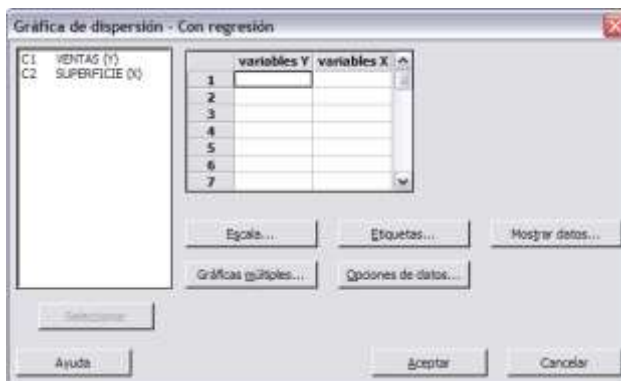 Gráfica de dispersión - Con regresión
C1 VENTAS (Y)
C2 SUPERFICIE (X)
variables Y variables X
1
2
3
4
5
6
7
Escala...
Etiquetas...
Mostrar datos...
Gráficas múltiples...
Opciones de datos...
Seleccionar
Ayuda
Aceptar
Cancelar